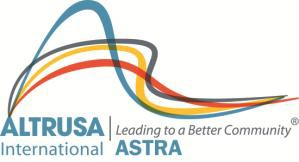 ALTRUSA | Leading to a Better Community®
International ASTRA